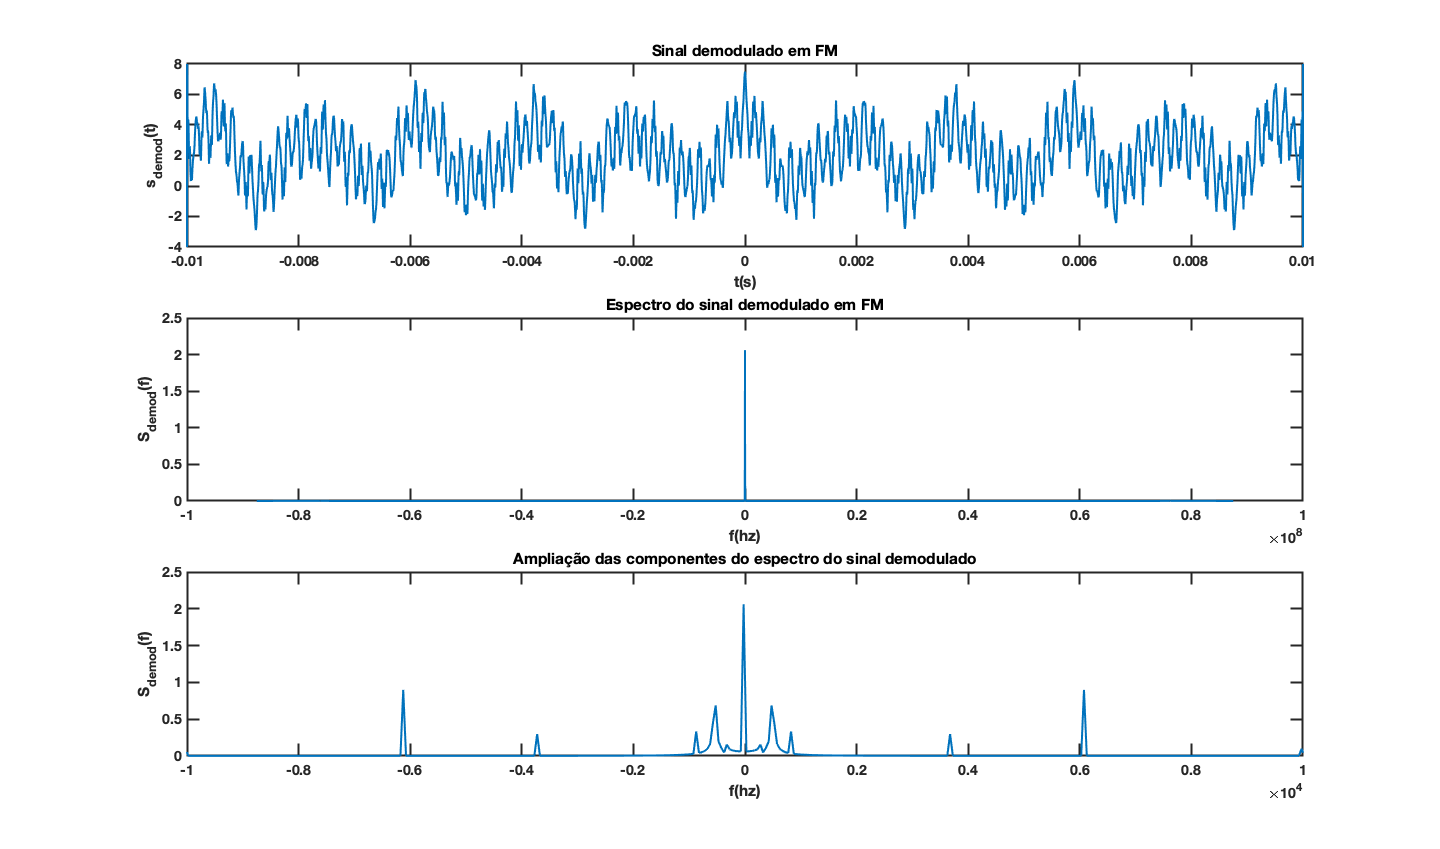 Sinal demodulado em FM
8
6
4
2
0
-2
-4
s_demod(t)
-0.01 -0.008 -0.006 -0.004 -0.002 0 0.002 0.004 0.006 0.008 0.01
t(s)
Espectro do sinal demodulado em FM
2.5
2
1.5
1
0.5
0
S_demod(f)
-1 -0.8 -0.6 -0.4 -0.2 0 0.2 0.4 0.6 0.8 1
f(hz)
×10^8
Ampliação das componentes do espectro do sinal demodulado
2.5
2
1.5
1
0.5
0
S_demod(f)
-1 -0.8 -0.6 -0.4 -0.2 0 0.2 0.4 0.6 0.8 1
f(hz)
×10^4